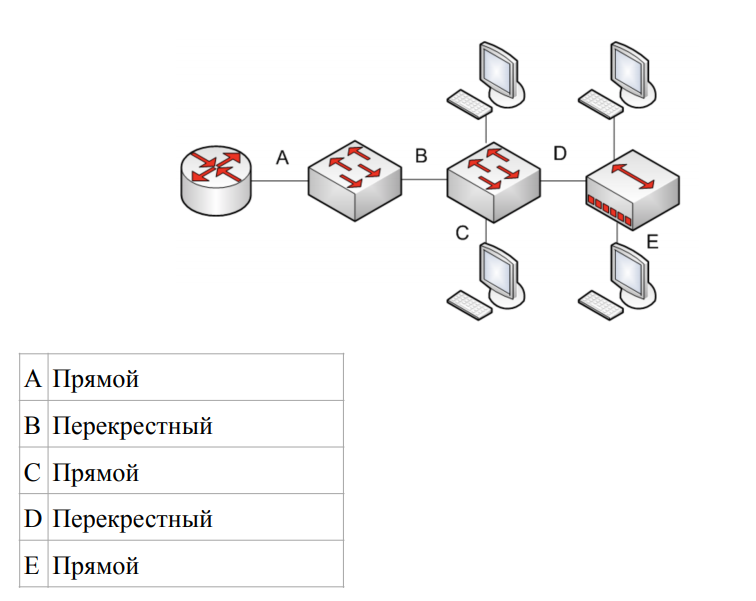 A
B
D
C
E
A Прямой
B Перекрестный
C Прямой
D Перекрестный
E Прямой